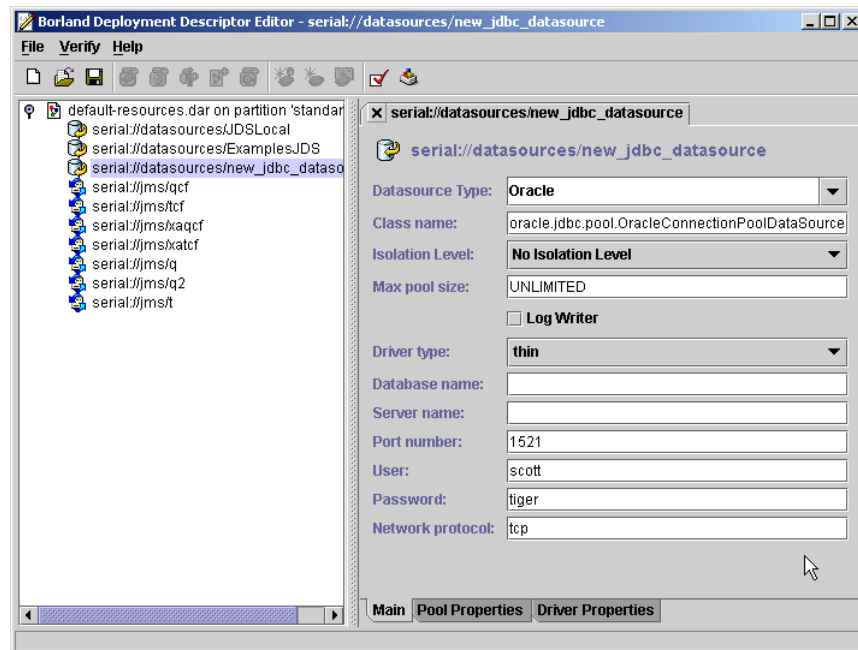 Borland Deployment Descriptor Editor - serial://datasources/new_jdbc_datasource
File Verify Help
default-resources.dar on partition 'standar
serial://datasources/JDSLocal
serial://datasources/ExamplesJDS
serial://datasources/new_jdbc_dataso
serial://jms/qcf
serial://jms/tcf
serial://jms/xaqcf
serial://jms/xatcf
serial://jms/q
serial://jms/q2
serial://jms/t
serial://datasources/new_jdbc_datasource
serial://datasources/new_jdbc_datasource
Datasource Type: Oracle
Class name: oracle.jdbc.pool.OracleConnectionPoolDataSource
Isolation Level: No Isolation Level
Max pool size: UNLIMITED
Log Writer
Driver type: thin
Database name:
Server name:
Port number: 1521
User: scott
Password: tiger
Network protocol: tcp
Main Pool Properties Driver Properties